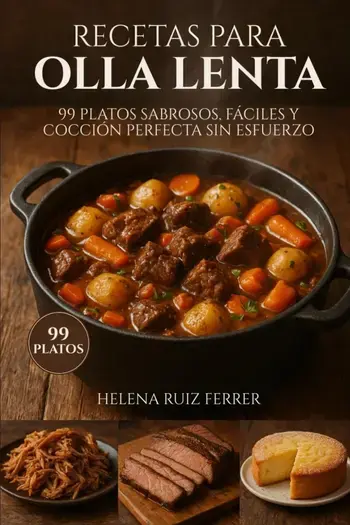 RECETAS PARA
OLLA LENTA
99 PLATOS SABROSOS, FÁCILES Y
COCCIÓN PERFECTA SIN ESFUERZO
99
PLATOS
HELENA RUIZ FERRER